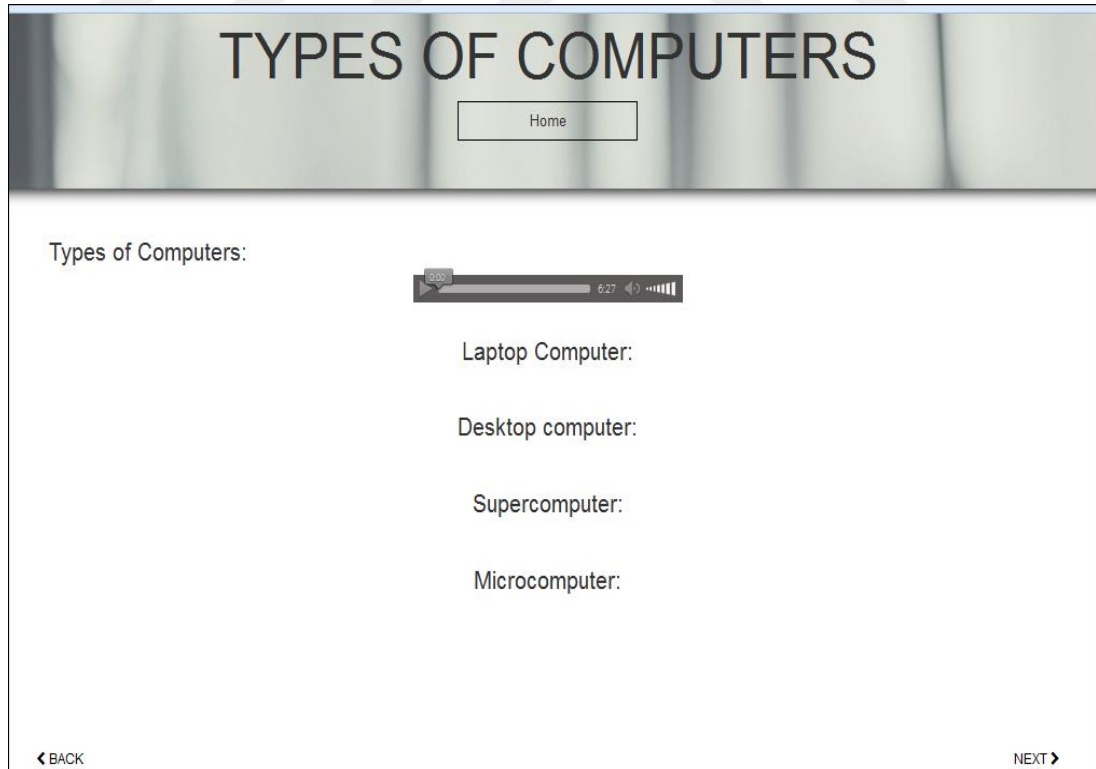 TYPES OF COMPUTERS
Home
Types of Computers:
0:00
6:27
Laptop Computer:
Desktop computer:
Supercomputer:
Microcomputer:
BACK
NEXT